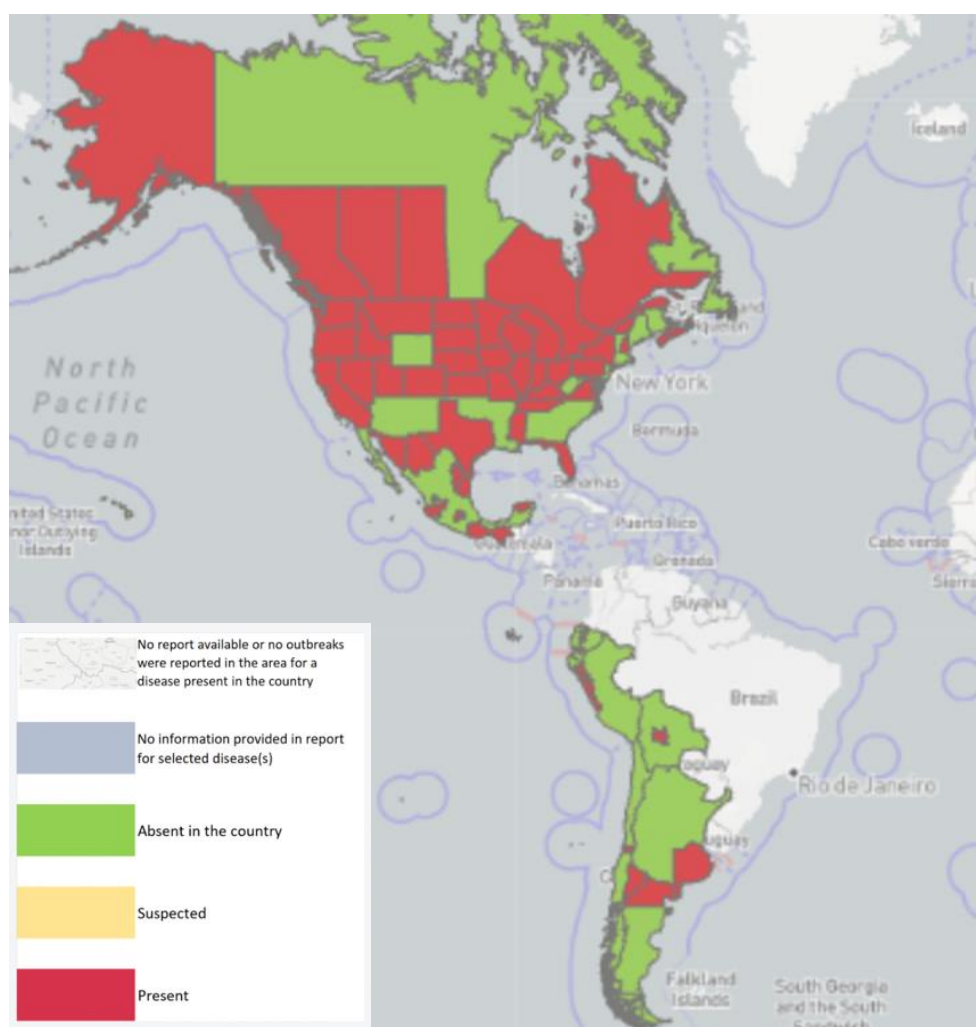 Iceland
North
Pacific
Ocean
New York
Bermuda
Bahamas
Puerto Rico
Guatemala
Grenada
Cabo verde
Panama
Guyana
Islands
Brazil
Rio de Janeiro
Falkland
Islands
South Georgia
and the South
No report available or no outbreaks
were reported in the area for a
disease present in the country
No information provided in report
for selected disease(s)
Absent in the country
Suspected
Present